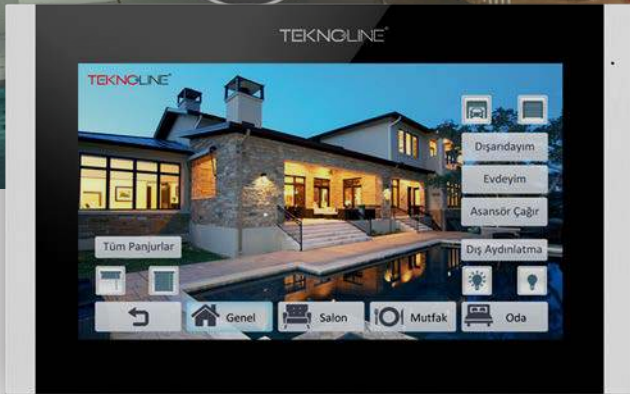 TEKNOLINE
TEKNOLINE
Dışarıdayım
Evdeyim
Asansör Çağır
Tüm Panjurlar
Dış Aydınlatma
Genel
Salon
Mutfak
Oda